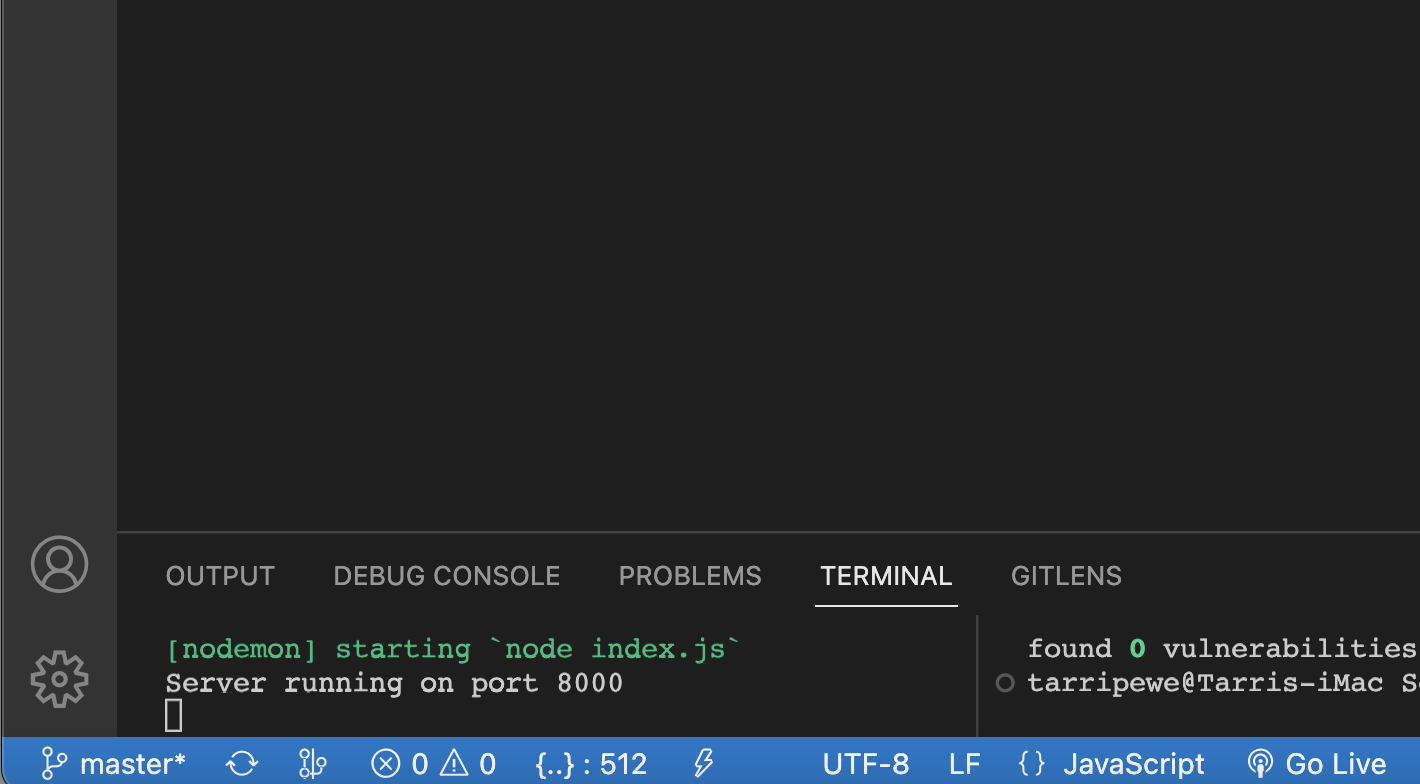 OUTPUT DEBUG CONSOLE PROBLEMS TERMINAL GITLENS
[nodemon] starting `node index.js`
Server running on port 8000
found 0 vulnerabilities
tarripewe@Tarris-iMac
master* 0 0 {..} : 512 UTF-8 LF {} JavaScript Go Live